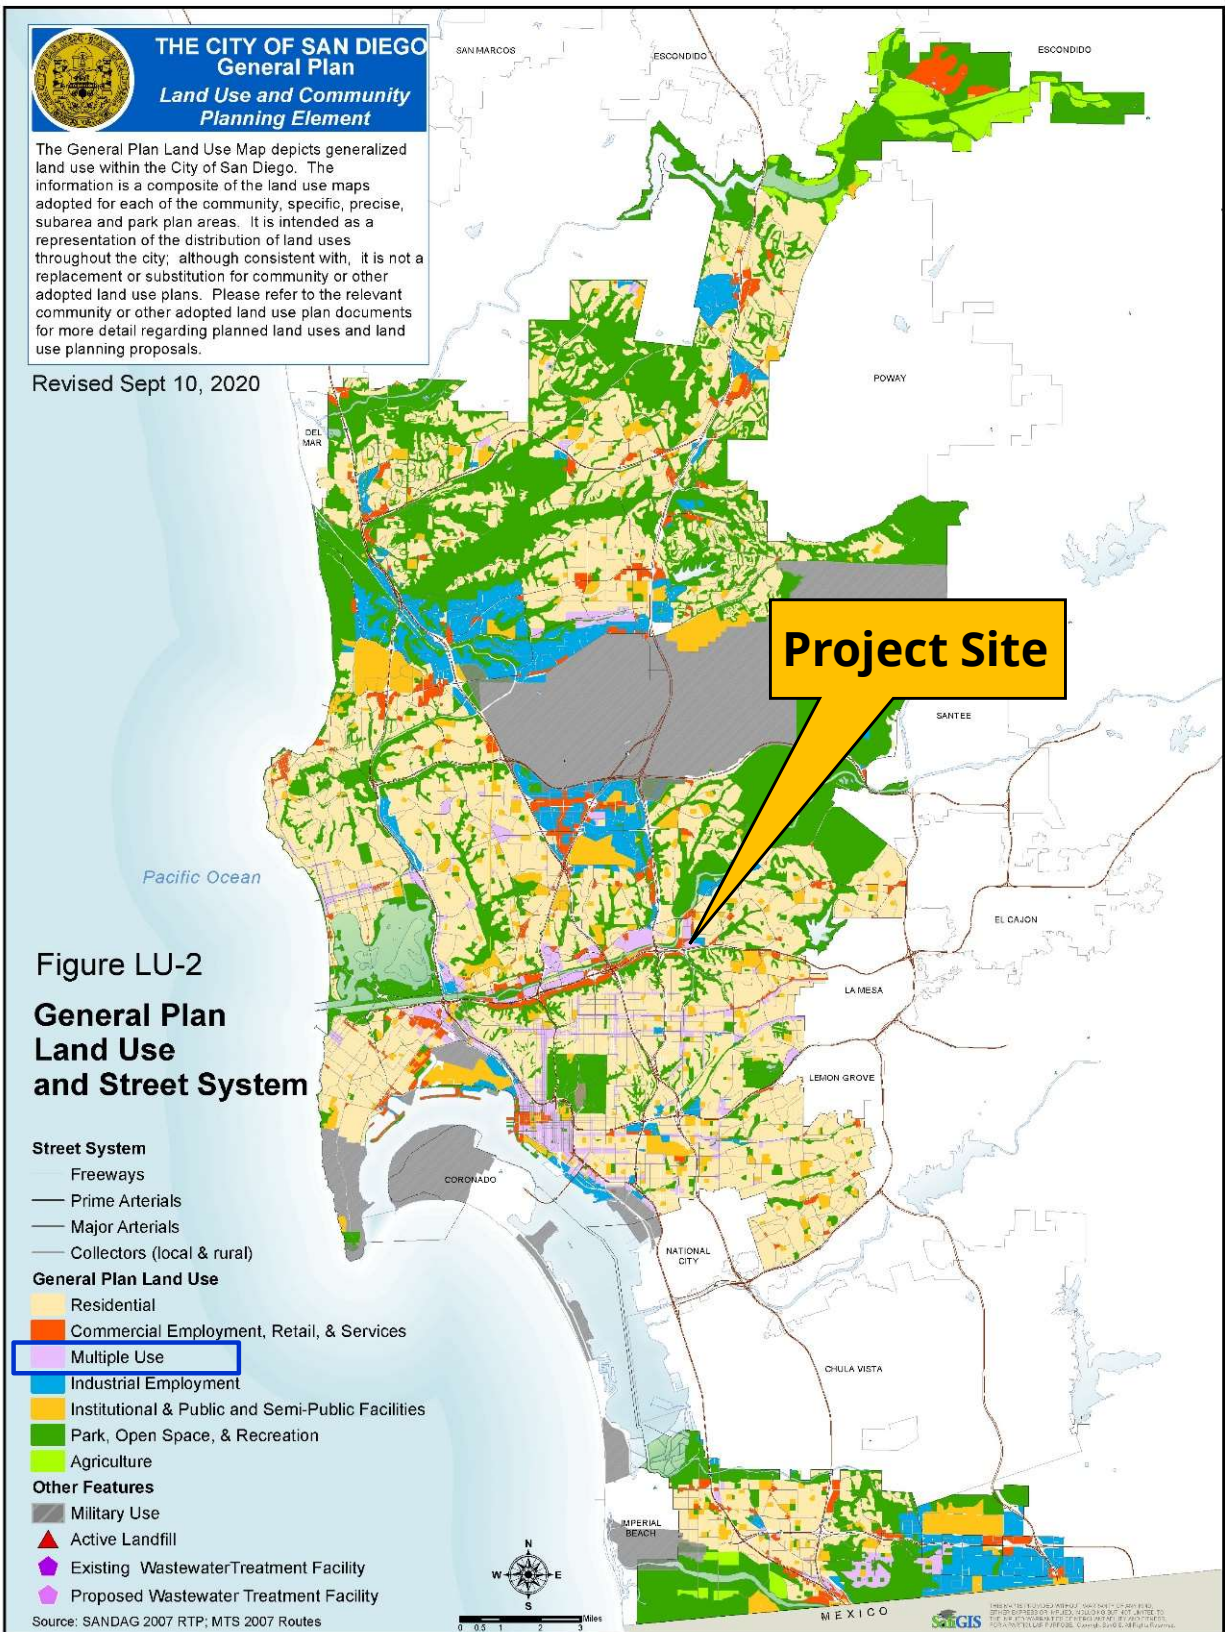 THE CITY OF SAN DIEGO
General Plan
Land Use and Community
Planning Element
The General Plan Land Use Map depicts generalized
land use within the City of San Diego. The
information is a composite of the land use maps
adopted for each of the community, specific, precise,
subarea and park plan areas. It is intended as a
representation of the distribution of land uses
throughout the city; although consistent with, it is not a
replacement or substitution for community or other
adopted land use plans. Please refer to the relevant
community or other adopted land use plan documents
for more detail regarding planned land uses and land
use planning proposals.
Revised Sept 10, 2020
SAN MARCOS
ESCONDIDO
ESCONDIDO
POWAY
DEL
MAR
Project Site
SANTEE
Pacific Ocean
EL CAJON
LA MESA
LEMON GROVE
CORONADO
NATIONAL
CITY
CHULA VISTA
IMPERIAL
BEACH
MEXICO
Figure LU-2
General Plan
Land Use
and Street System
Street System
Freeways
Prime Arterials
Major Arterials
Collectors (local & rural)
General Plan Land Use
Residential
Commercial Employment, Retail, & Services
Multiple Use
Industrial Employment
Institutional & Public and Semi-Public Facilities
Park, Open Space, & Recreation
Agriculture
Other Features
Military Use
Active Landfill
Existing WastewaterTreatment Facility
Proposed Wastewater Treatment Facility
Source: SANDAG 2007 RTP; MTS 2007 Routes
N
W E
S
0 0.5 1 2 3 Miles
SanGIS